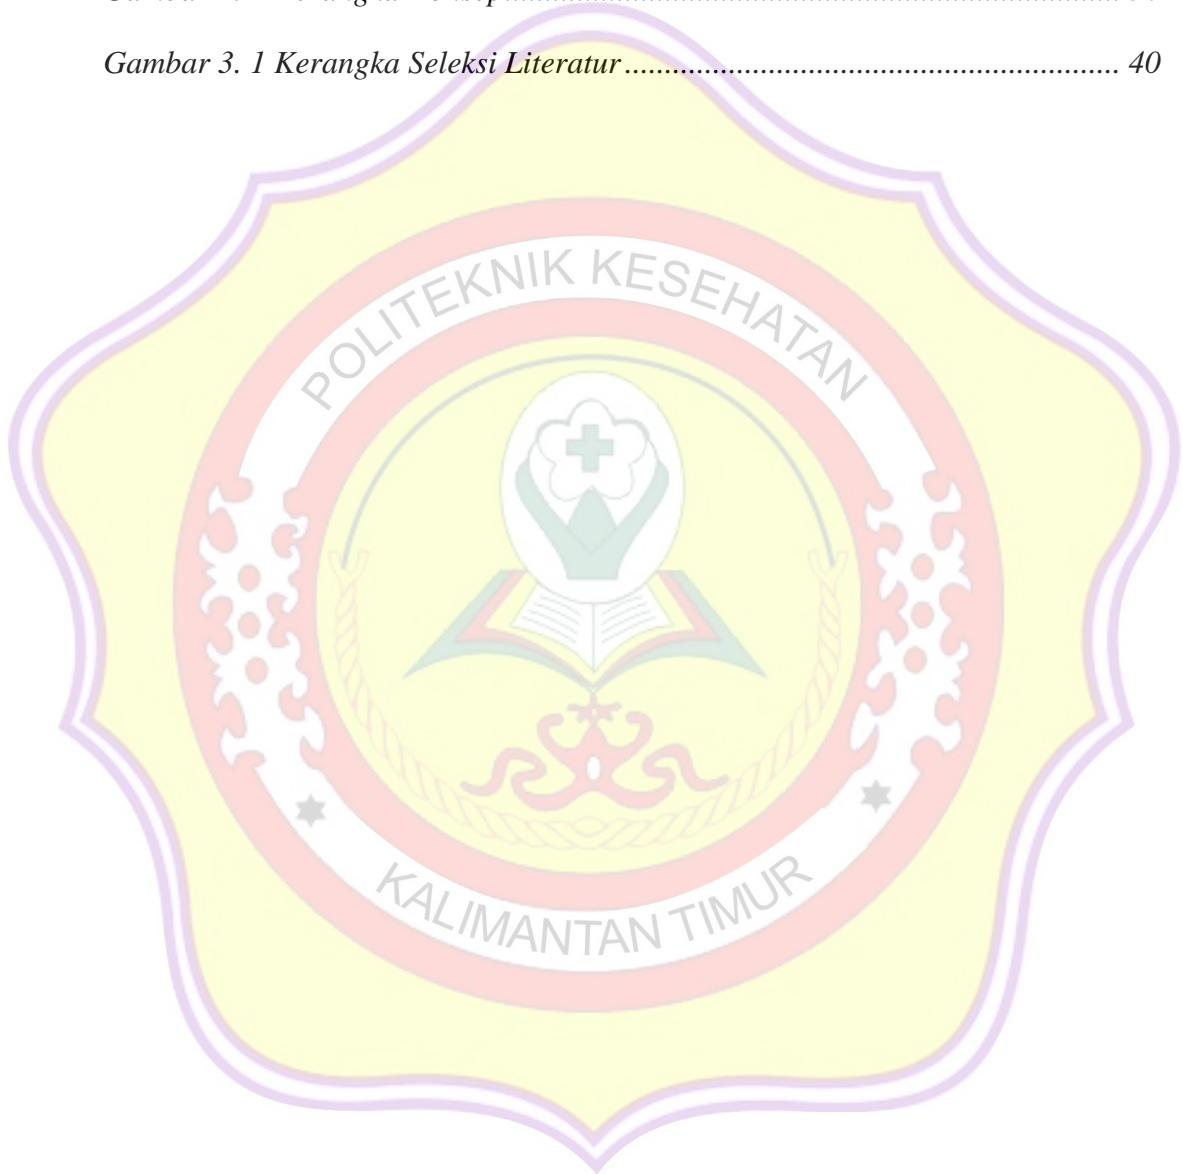 Gambar 3. 1 Kerangka Seleksi Literatur............................................................. 40
POLITEKNIK KESEHATAN
KALIMANTAN TIMUR